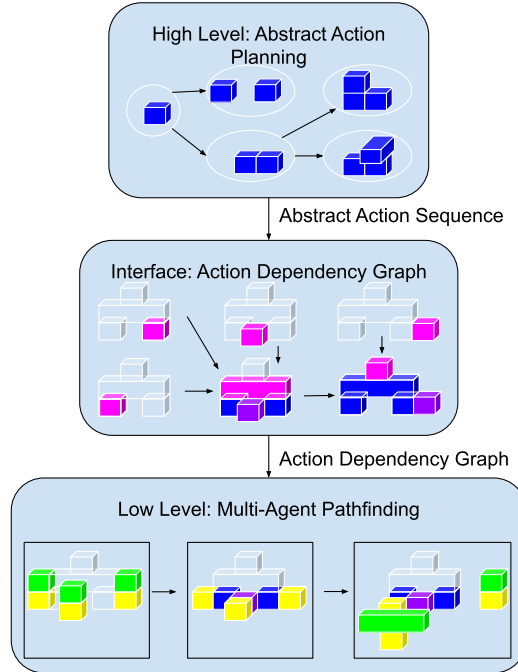 High Level: Abstract Action
Planning
Abstract Action Sequence
Interface: Action Dependency Graph
Action Dependency Graph
Low Level: Multi-Agent Pathfinding